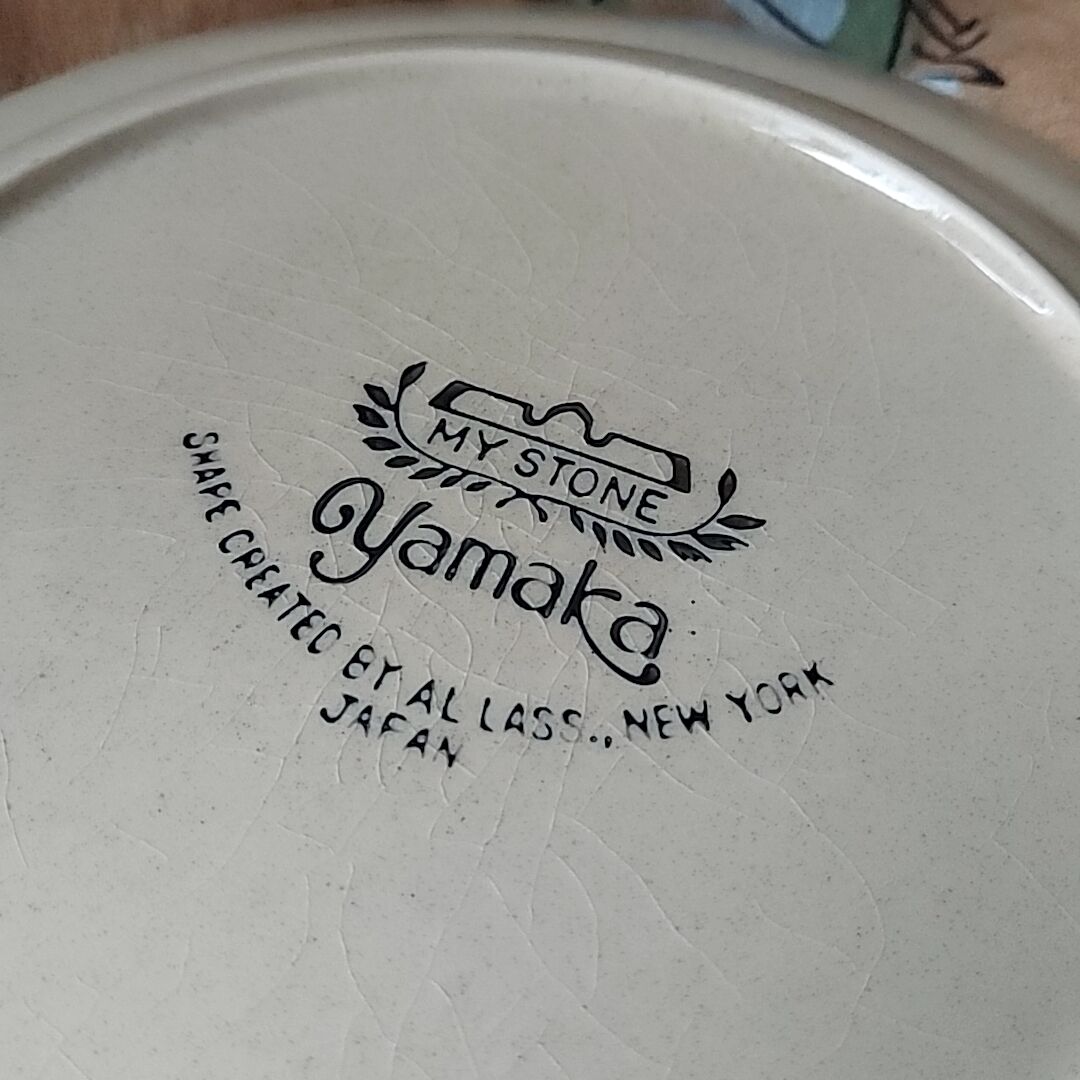 MY STONE
Yamaka
SHAPE CREATED BY AL LASS., NEW YORK
JAPAN